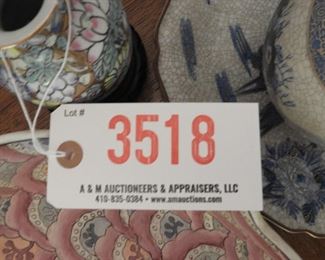 Lot #
3518
A & M AUCTIONEERS & APPRAISERS, LLC
410-835-0384 • www.amauctions.com